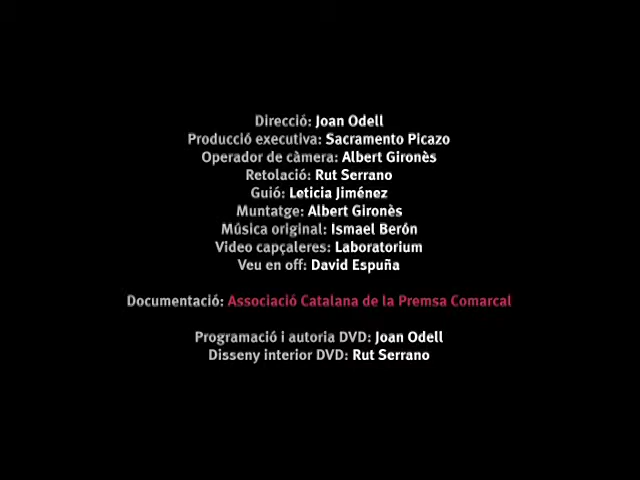 Direcció: Joan Odell
Producció executiva: Sacramento Picazo
Operador de càmera: Albert Gironès
Retolació: Rut Serrano
Guió: Leticia Jiménez
Muntatge: Albert Gironès
Música original: Ismael Berón
Video capçaleres: Laboratorium
Veu en off: David Espuña
Documentació: Associació Catalana de la Premsa Comarcal
Programació i autoria DVD: Joan Odell
Disseny interior DVD: Rut Serrano